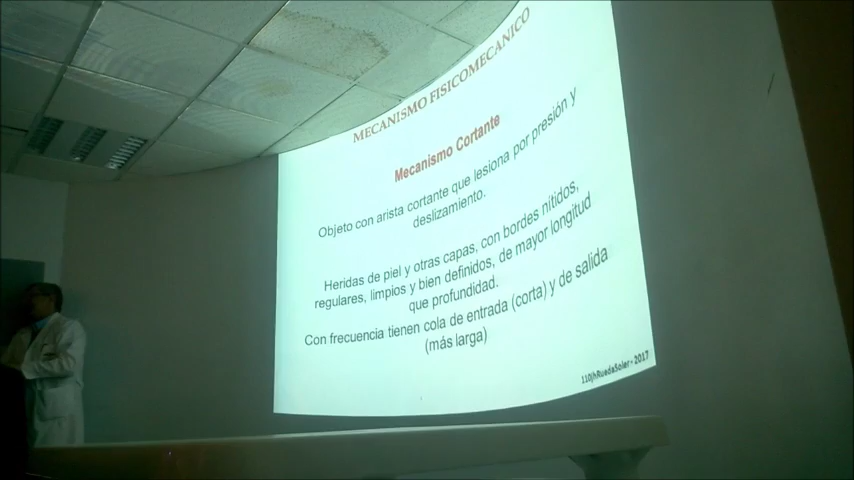 MECANISMO FISICOMECANICO
Mecanismo Cortante
Objeto con arista cortante que lesiona por presión y
deslizamiento.
Heridas de piel y otras capas, con bordes nítidos,
regulares, limpios y bien definidos, de mayor longitud
que profundidad.
Con frecuencia tienen cola de entrada (corta) y de salida
(más larga)
110JhRuedaSoler - 2017